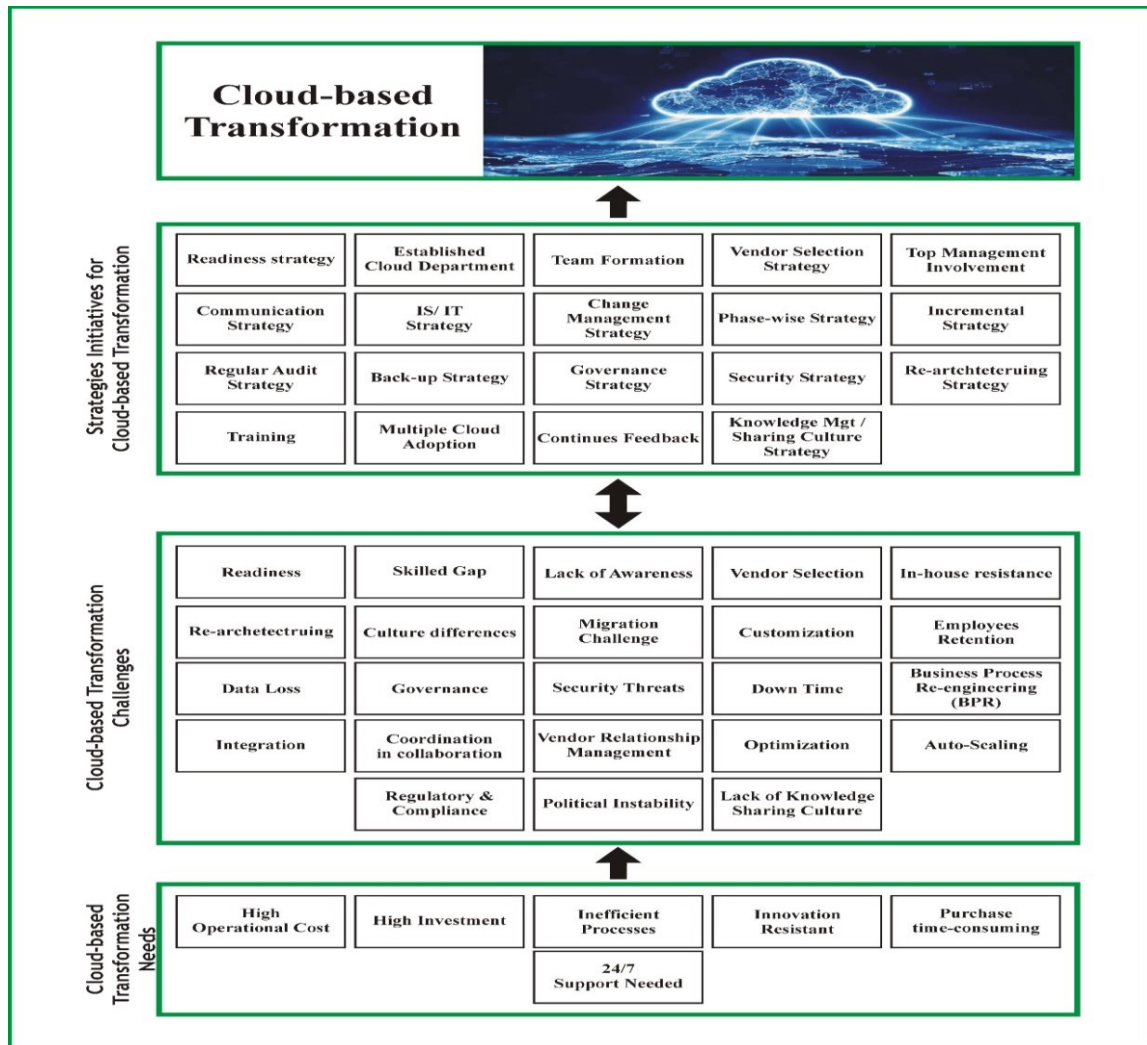 Cloud-based
Transformation
Strategies Initiatives for
Cloud-based Transformation
Readiness strategy
Established
Cloud Department
Team Formation
Vendor Selection
Strategy
Top Management
Involvement
Communication
Strategy
IS/ IT
Strategy
Change
Management
Strategy
Phase-wise Strategy
Incremental
Strategy
Regular Audit
Strategy
Back-up Strategy
Governance
Strategy
Security Strategy
Re-artchteteruing
Strategy
Training
Multiple Cloud
Adoption
Continues Feedback
Knowledge Mgt /
Sharing Culture
Strategy
Cloud-based Transformation
Challenges
Readiness
Skilled Gap
Lack of Awareness
Vendor Selection
In-house resistance
Re-archetectruing
Culture differences
Migration
Challenge
Customization
Employees
Retention
Data Loss
Governance
Security Threats
Down Time
Business Process
Re-engineering
(BPR)
Integration
Coordination
in collaboration
Vendor Relationship
Management
Optimization
Auto-Scaling
Regulatory &
Compliance
Political Instability
Lack of Knowledge
Sharing Culture
Cloud-based
Transformation
Needs
High
Operational Cost
High Investment
Inefficient
Processes
Innovation
Resistant
Purchase
time-consuming
24/7
Support Needed